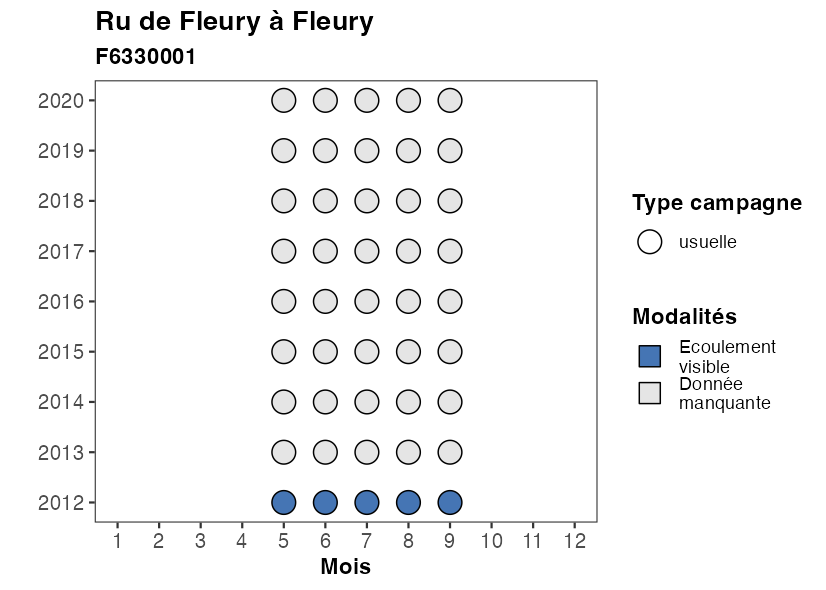 Ru de Fleury à Fleury
F6330001
2020
2019
2018
2017
2016
2015
2014
2013
2012
1 2 3 4 5 6 7 8 9 10 11 12
Mois
Type campagne
usuelle
Modalités
Ecoulement
visible
Donnée
manquante